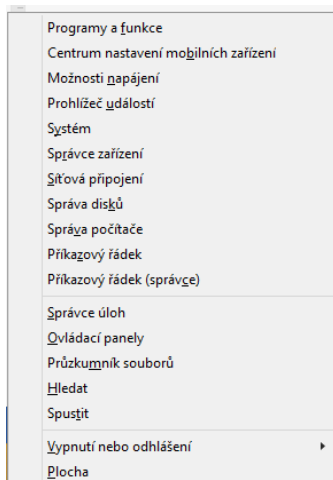 Programy a funkce
Centrum nastavení mobilních zařízení
Možnosti napájení
Prohlížeč událostí
Systém
Správce zařízení
Síťová připojení
Správa disků
Správa počítače
Příkazový řádek
Příkazový řádek (správce)
Správce úloh
Ovládací panely
Průzkumník souborů
Hledat
Spustit
Vypnutí nebo odhlášení
Plocha